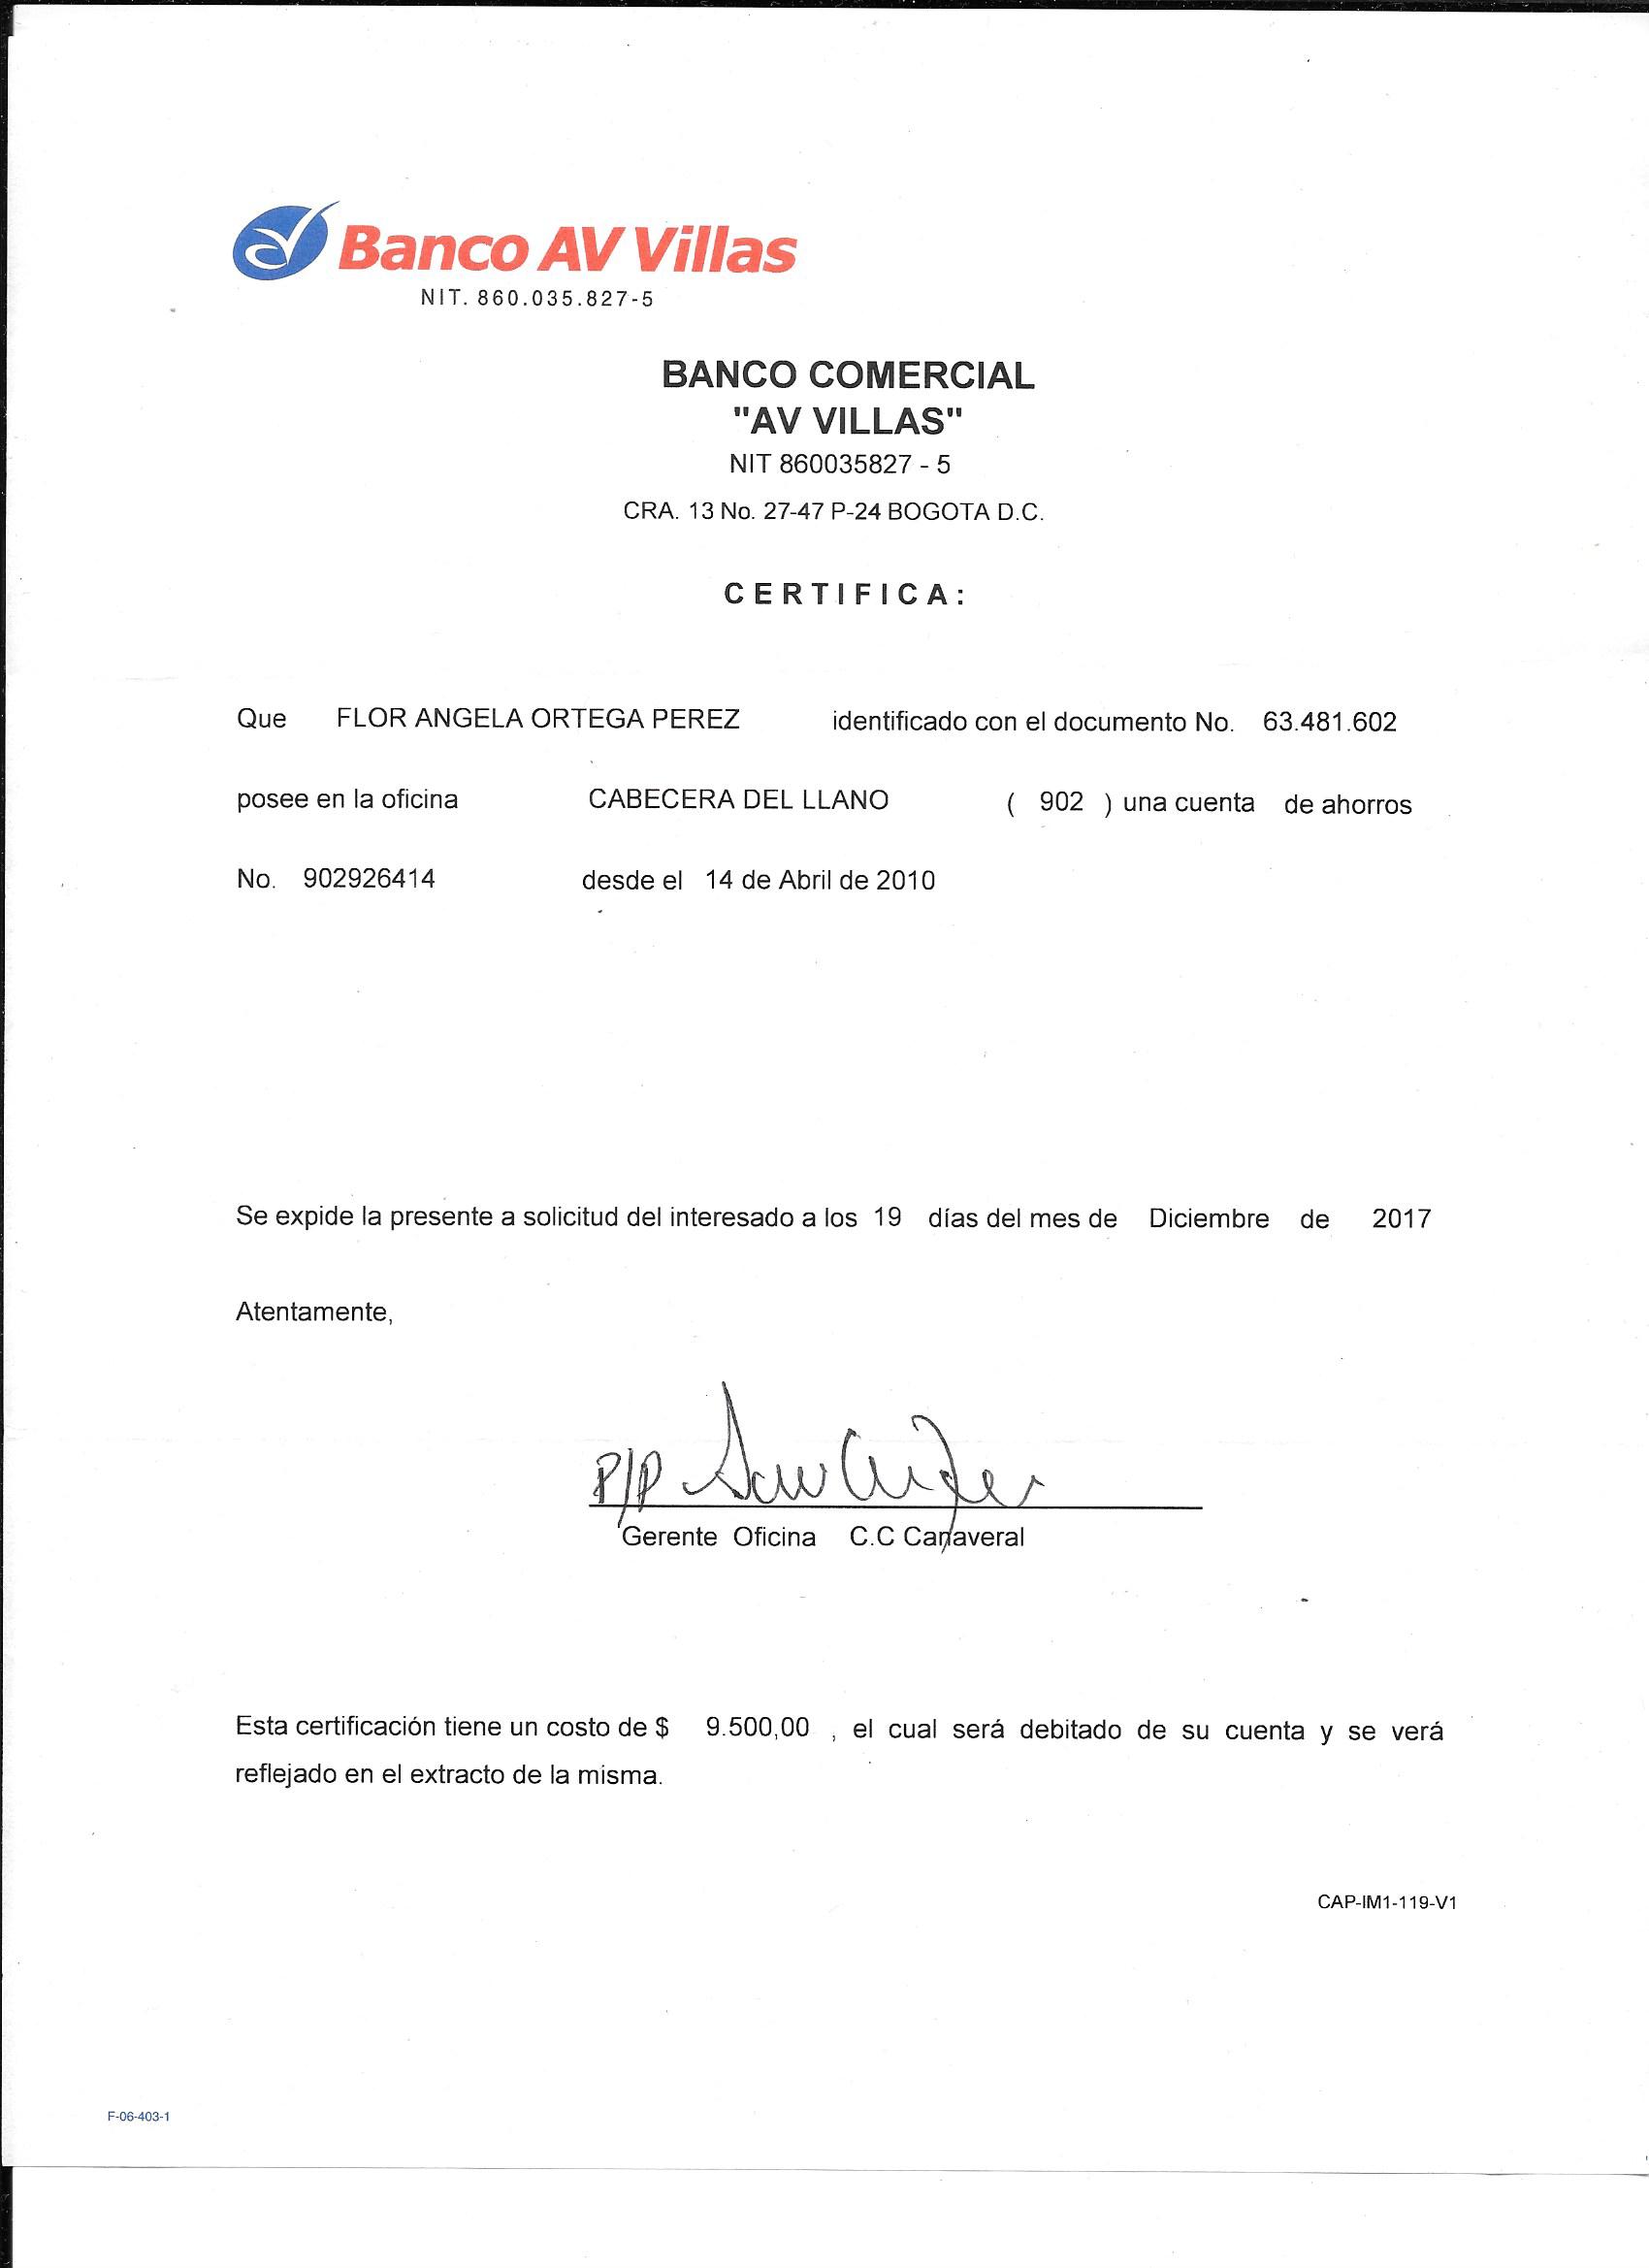 Banco AV Villas
NIT. 860.035.827-5
BANCO COMERCIAL
"AV VILLAS"
NIT 860035827 - 5
CRA. 13 No. 27-47 P-24 BOGOTA D.C.
CERTIFICA:
Que FLOR ANGELA ORTEGA PEREZ identificado con el documento No. 63.481.602
posee en la oficina CABECERA DEL LLANO ( 902 ) una cuenta de ahorros
No. 902926414 desde el 14 de Abril de 2010
Se expide la presente a solicitud del interesado a los 19 días del mes de Diciembre de 2017
Atentamente,
P/P
Gerente Oficina C.C Cañaveral
Esta certificación tiene un costo de $ 9.500,00 , el cual será debitado de su cuenta y se verá
reflejado en el extracto de la misma.
CAP-IM1-119-V1
F-06-403-1